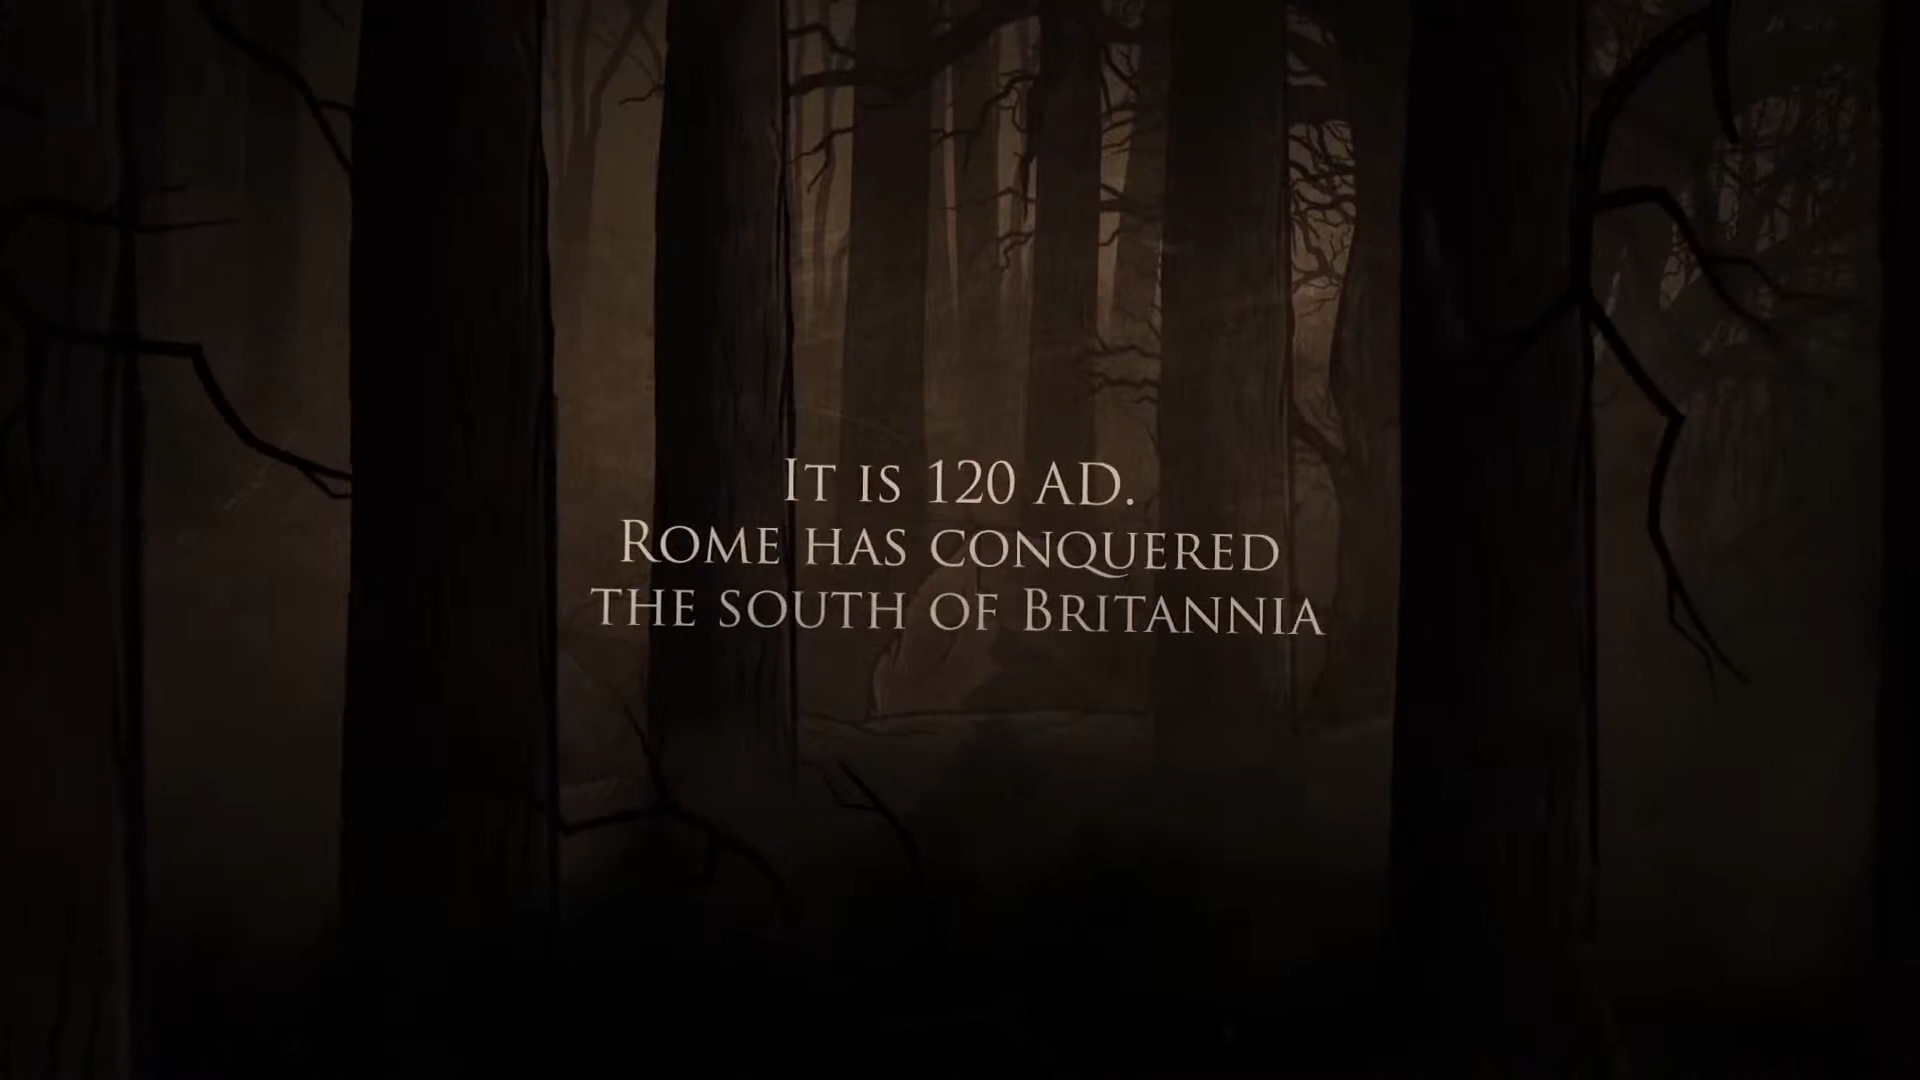 It is 120 AD.
Rome has conquered
the south of Britannia